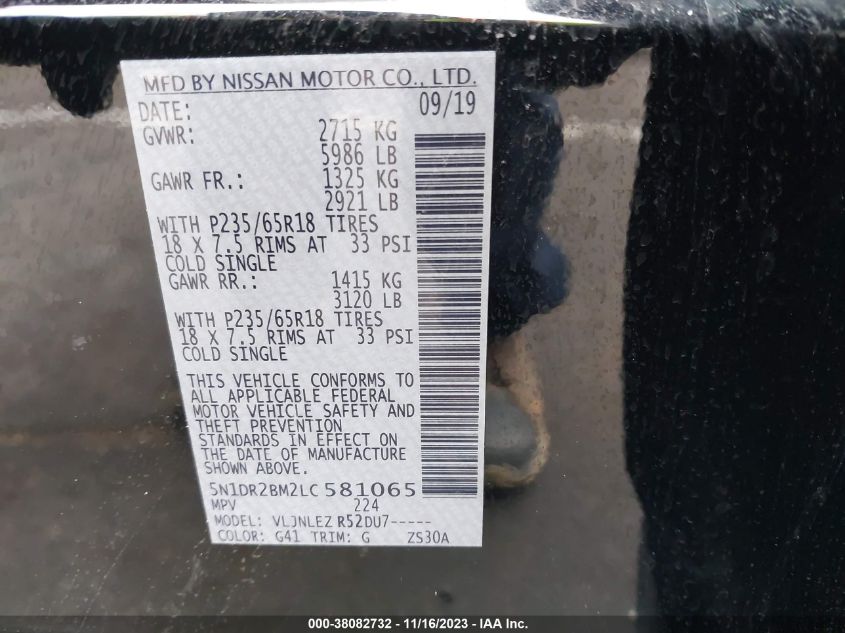 MFD BY NISSAN MOTOR CO., LTD.
DATE: 09/19
GVWR: 2715 KG
5986 LB
GAWR FR.: 1325 KG
2921 LB
WITH P235/65R18 TIRES
18 X 7.5 RIMS AT 33 PSI
COLD SINGLE
GAWR RR.: 1415 KG
3120 LB
WITH P235/65R18 TIRES
18 X 7.5 RIMS AT 33 PSI
COLD SINGLE
THIS VEHICLE CONFORMS TO
ALL APPLICABLE FEDERAL
MOTOR VEHICLE SAFETY AND
THEFT PREVENTION
STANDARDS IN EFFECT ON
THE DATE OF MANUFACTURE
SHOWN ABOVE.
5N1DR2BM2LC581065
MPV 224
MODEL: VLJNLEZ R52DU7-----
COLOR: G41 TRIM: G ZS30A
000-38082732 - 11/16/2023 - IAA Inc.